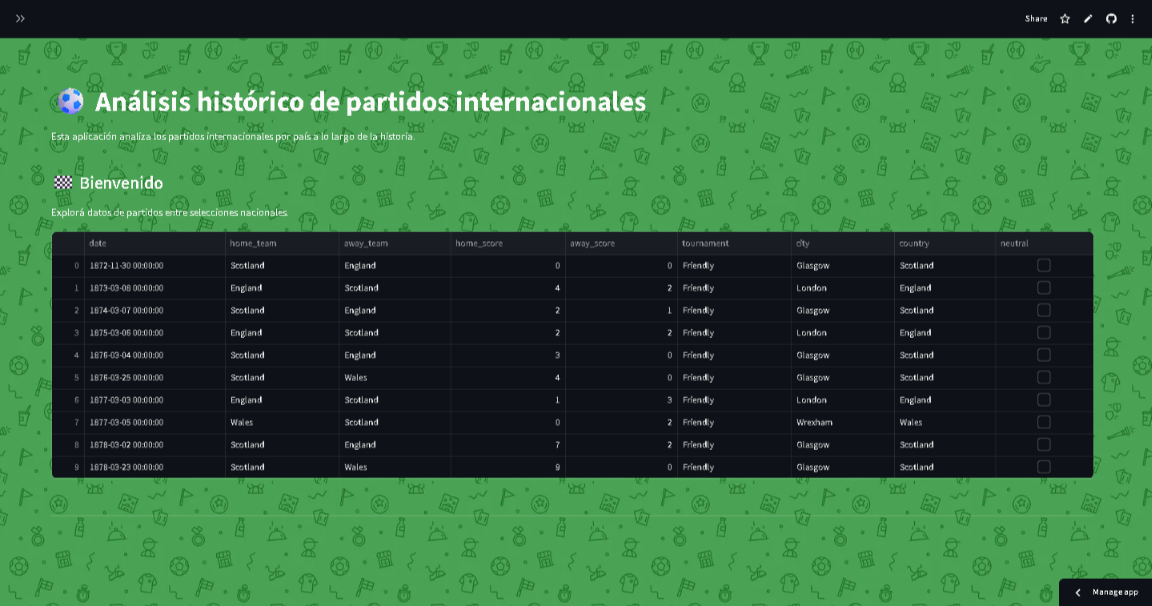 Share
Análisis histórico de partidos internacionales
Esta aplicación analiza los partidos internacionales por país a lo largo de la historia.
Bienvenido
Explorá datos de partidos entre selecciones nacionales.
date home_team away_team home_score away_score tournament city country neutral
0 1872-11-30 00:00:00 Scotland England 0 0 Friendly Glasgow Scotland
1 1873-03-08 00:00:00 England Scotland 4 2 Friendly London England
2 1874-03-07 00:00:00 Scotland England 2 1 Friendly Glasgow Scotland
3 1875-03-06 00:00:00 England Scotland 2 2 Friendly London England
4 1876-03-04 00:00:00 Scotland England 3 0 Friendly Glasgow Scotland
5 1876-03-25 00:00:00 Scotland Wales 4 0 Friendly Glasgow Scotland
6 1877-03-03 00:00:00 England Scotland 1 3 Friendly London England
7 1877-03-05 00:00:00 Wales Scotland 0 2 Friendly Wrexham Wales
8 1878-03-02 00:00:00 Scotland England 7 2 Friendly Glasgow Scotland
9 1878-03-23 00:00:00 Scotland Wales 9 0 Friendly Glasgow Scotland
Manage app